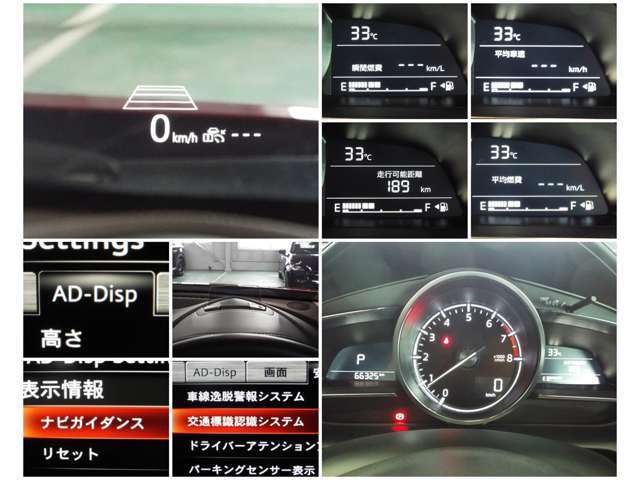 0 km/h ---
33℃
瞬間燃費
--- km/L
E F
33℃
平均車速
--- km/h
E F
33℃
走行可能距離
189 km
E F
33℃
平均燃費
--- km/L
E F
Settings
AD-Disp
高さ
表示情報
ナビガイダンス
リセット
AD-Disp 画面
車線逸脱警報システム
交通標識認識システム
ドライバーアテンション
パーキングセンサー表示
P
66325
0 1 2 3 4 5 6 7 8
0 km/h
33℃